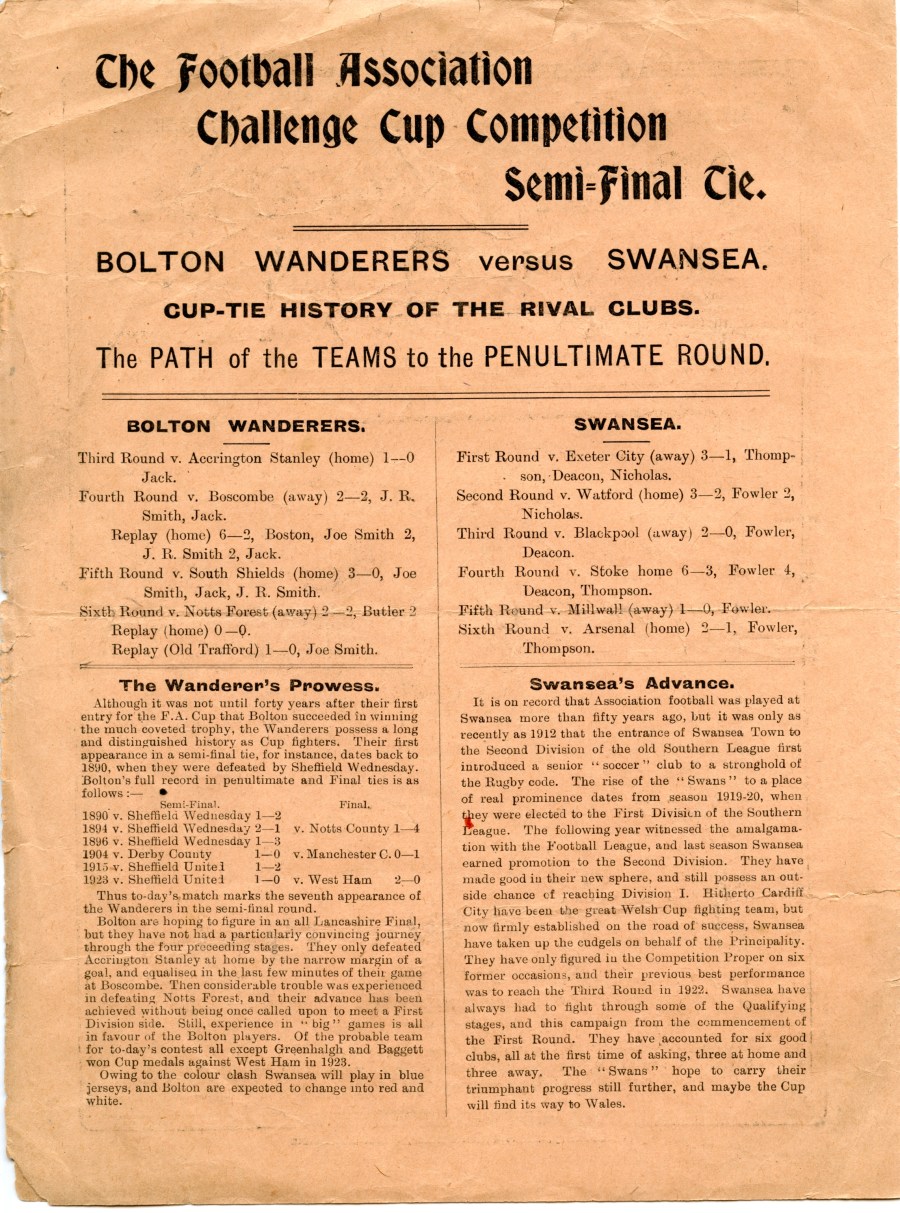 The Football Association
Challenge Cup Competition
Semi-Final Tie.
BOLTON WANDERERS versus SWANSEA.
CUP-TIE HISTORY OF THE RIVAL CLUBS.
The PATH of the TEAMS to the PENULTIMATE ROUND.
BOLTON WANDERERS.
Third Round v. Accrington Stanley (home) 1—0
Jack.
Fourth Round v. Boscombe (away) 2—2, J. R.
Smith, Jack.
Replay (home) 6—2, Boston, Joe Smith 2,
J. R. Smith 2, Jack.
Fifth Round v. South Shields (home) 3—0, Joe
Smith, Jack, J. R. Smith.
Sixth Round v. Notts Forest (away) 2—2, Butler 2
Replay (home) 0—0.
Replay (Old Trafford) 1—0, Joe Smith.
The Wanderer's Prowess.
Although it was not until forty years after their first
entry for the F.A. Cup that Bolton succeeded in winning
the much coveted trophy, the Wanderers possess a long
and distinguished history as Cup fighters. Their first
appearance in a semi-final tie, for instance, dates back to
1890, when they were defeated by Sheffield Wednesday.
Bolton's full record in penultimate and Final ties is as
follows :—
Semi-Final. Final.
1890 v. Sheffield Wednesday 1—2
1894 v. Sheffield Wednesday 2—1 v. Notts County 1—4
1896 v. Sheffield Wednesday 1—3
1904 v. Derby County 1—0 v. Manchester C. 0—1
1915 v. Sheffield United 1—2
1923 v. Sheffield United 1—0 v. West Ham 2—0
Thus to-day's match marks the seventh appearance of
the Wanderers in the semi-final round.
Bolton are hoping to figure in an all Lancashire Final,
but they have not had a particularly convincing journey
through the four preceeding stages. They only defeated
Accrington Stanley at home by the narrow margin of a
goal, and equalised in the last few minutes of their game
at Boscombe. Then considerable trouble was experienced
in defeating Notts Forest, and their advance has been
achieved without being once called upon to meet a First
Division side. Still, experience in "big" games is all
in favour of the Bolton players. Of the probable team
for to-day's contest all except Greenhalgh and Baggett
won Cup medals against West Ham in 1923.
Owing to the colour clash Swansea will play in blue
jerseys, and Bolton are expected to change into red and
white.
SWANSEA.
First Round v. Exeter City (away) 3—1, Thomp-
son, Deacon, Nicholas.
Second Round v. Watford (home) 3—2, Fowler 2,
Nicholas.
Third Round v. Blackpool (away) 2—0, Fowler,
Deacon.
Fourth Round v. Stoke home 6—3, Fowler 4,
Deacon, Thompson.
Fifth Round v. Millwall (away) 1—0, Fowler.
Sixth Round v. Arsenal (home) 2—1, Fowler,
Thompson.
Swansea's Advance.
It is on record that Association football was played at
Swansea more than fifty years ago, but it was only as
recently as 1912 that the entrance of Swansea Town to
the Second Division of the old Southern League first
introduced a senior "soccer" club to a stronghold of
the Rugby code. The rise of the "Swans" to a place
of real prominence dates from season 1919-20, when
they were elected to the First Division of the Southern
League. The following year witnessed the amalgama-
tion with the Football League, and last season Swansea
earned promotion to the Second Division. They have
made good in their new sphere, and still possess an out-
side chance of reaching Division I. Hitherto Cardiff
City have been the great Welsh Cup fighting team, but
now firmly established on the road of success, Swansea
have taken up the cudgels on behalf of the Principality.
They have only figured in the Competition Proper on six
former occasions, and their previous best performance
was to reach the Third Round in 1922. Swansea have
always had to fight through some of the Qualifying
stages, and this campaign from the commencement of
the First Round. They have accounted for six good
clubs, all at the first time of asking, three at home and
three away. The "Swans" hope to carry their
triumphant progress still further, and maybe the Cup
will find its way to Wales.